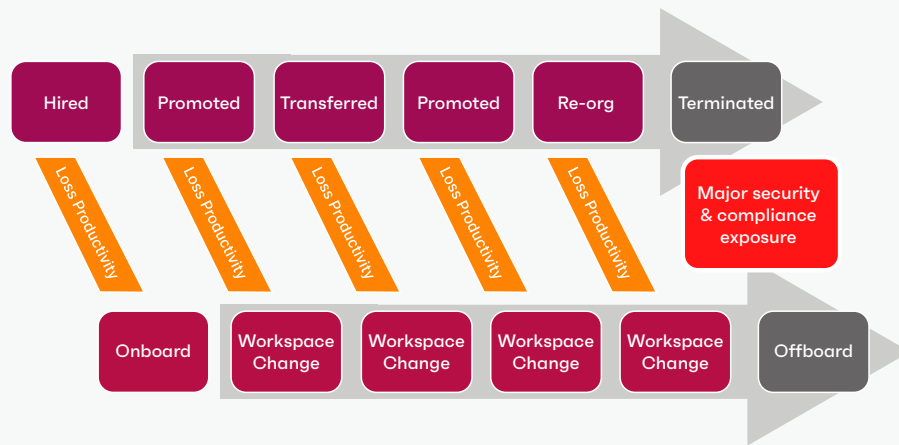 Hired
Promoted
Transferred
Promoted
Re-org
Terminated
Loss Productivity
Loss Productivity
Loss Productivity
Loss Productivity
Loss Productivity
Major security
& compliance
exposure
Onboard
Workspace
Change
Workspace
Change
Workspace
Change
Workspace
Change
Offboard